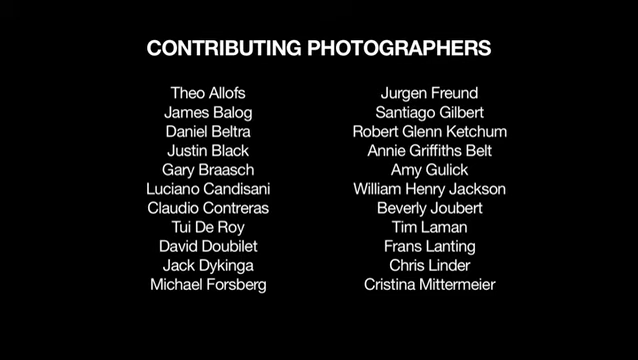 CONTRIBUTING PHOTOGRAPHERS
Theo Allofs
James Balog
Daniel Beltra
Justin Black
Gary Braasch
Luciano Candisani
Claudio Contreras
Tui De Roy
David Doubilet
Jack Dykinga
Michael Forsberg
Jurgen Freund
Santiago Gilbert
Robert Glenn Ketchum
Annie Griffiths Belt
Amy Gulick
William Henry Jackson
Beverly Joubert
Tim Laman
Frans Lanting
Chris Linder
Cristina Mittermeier